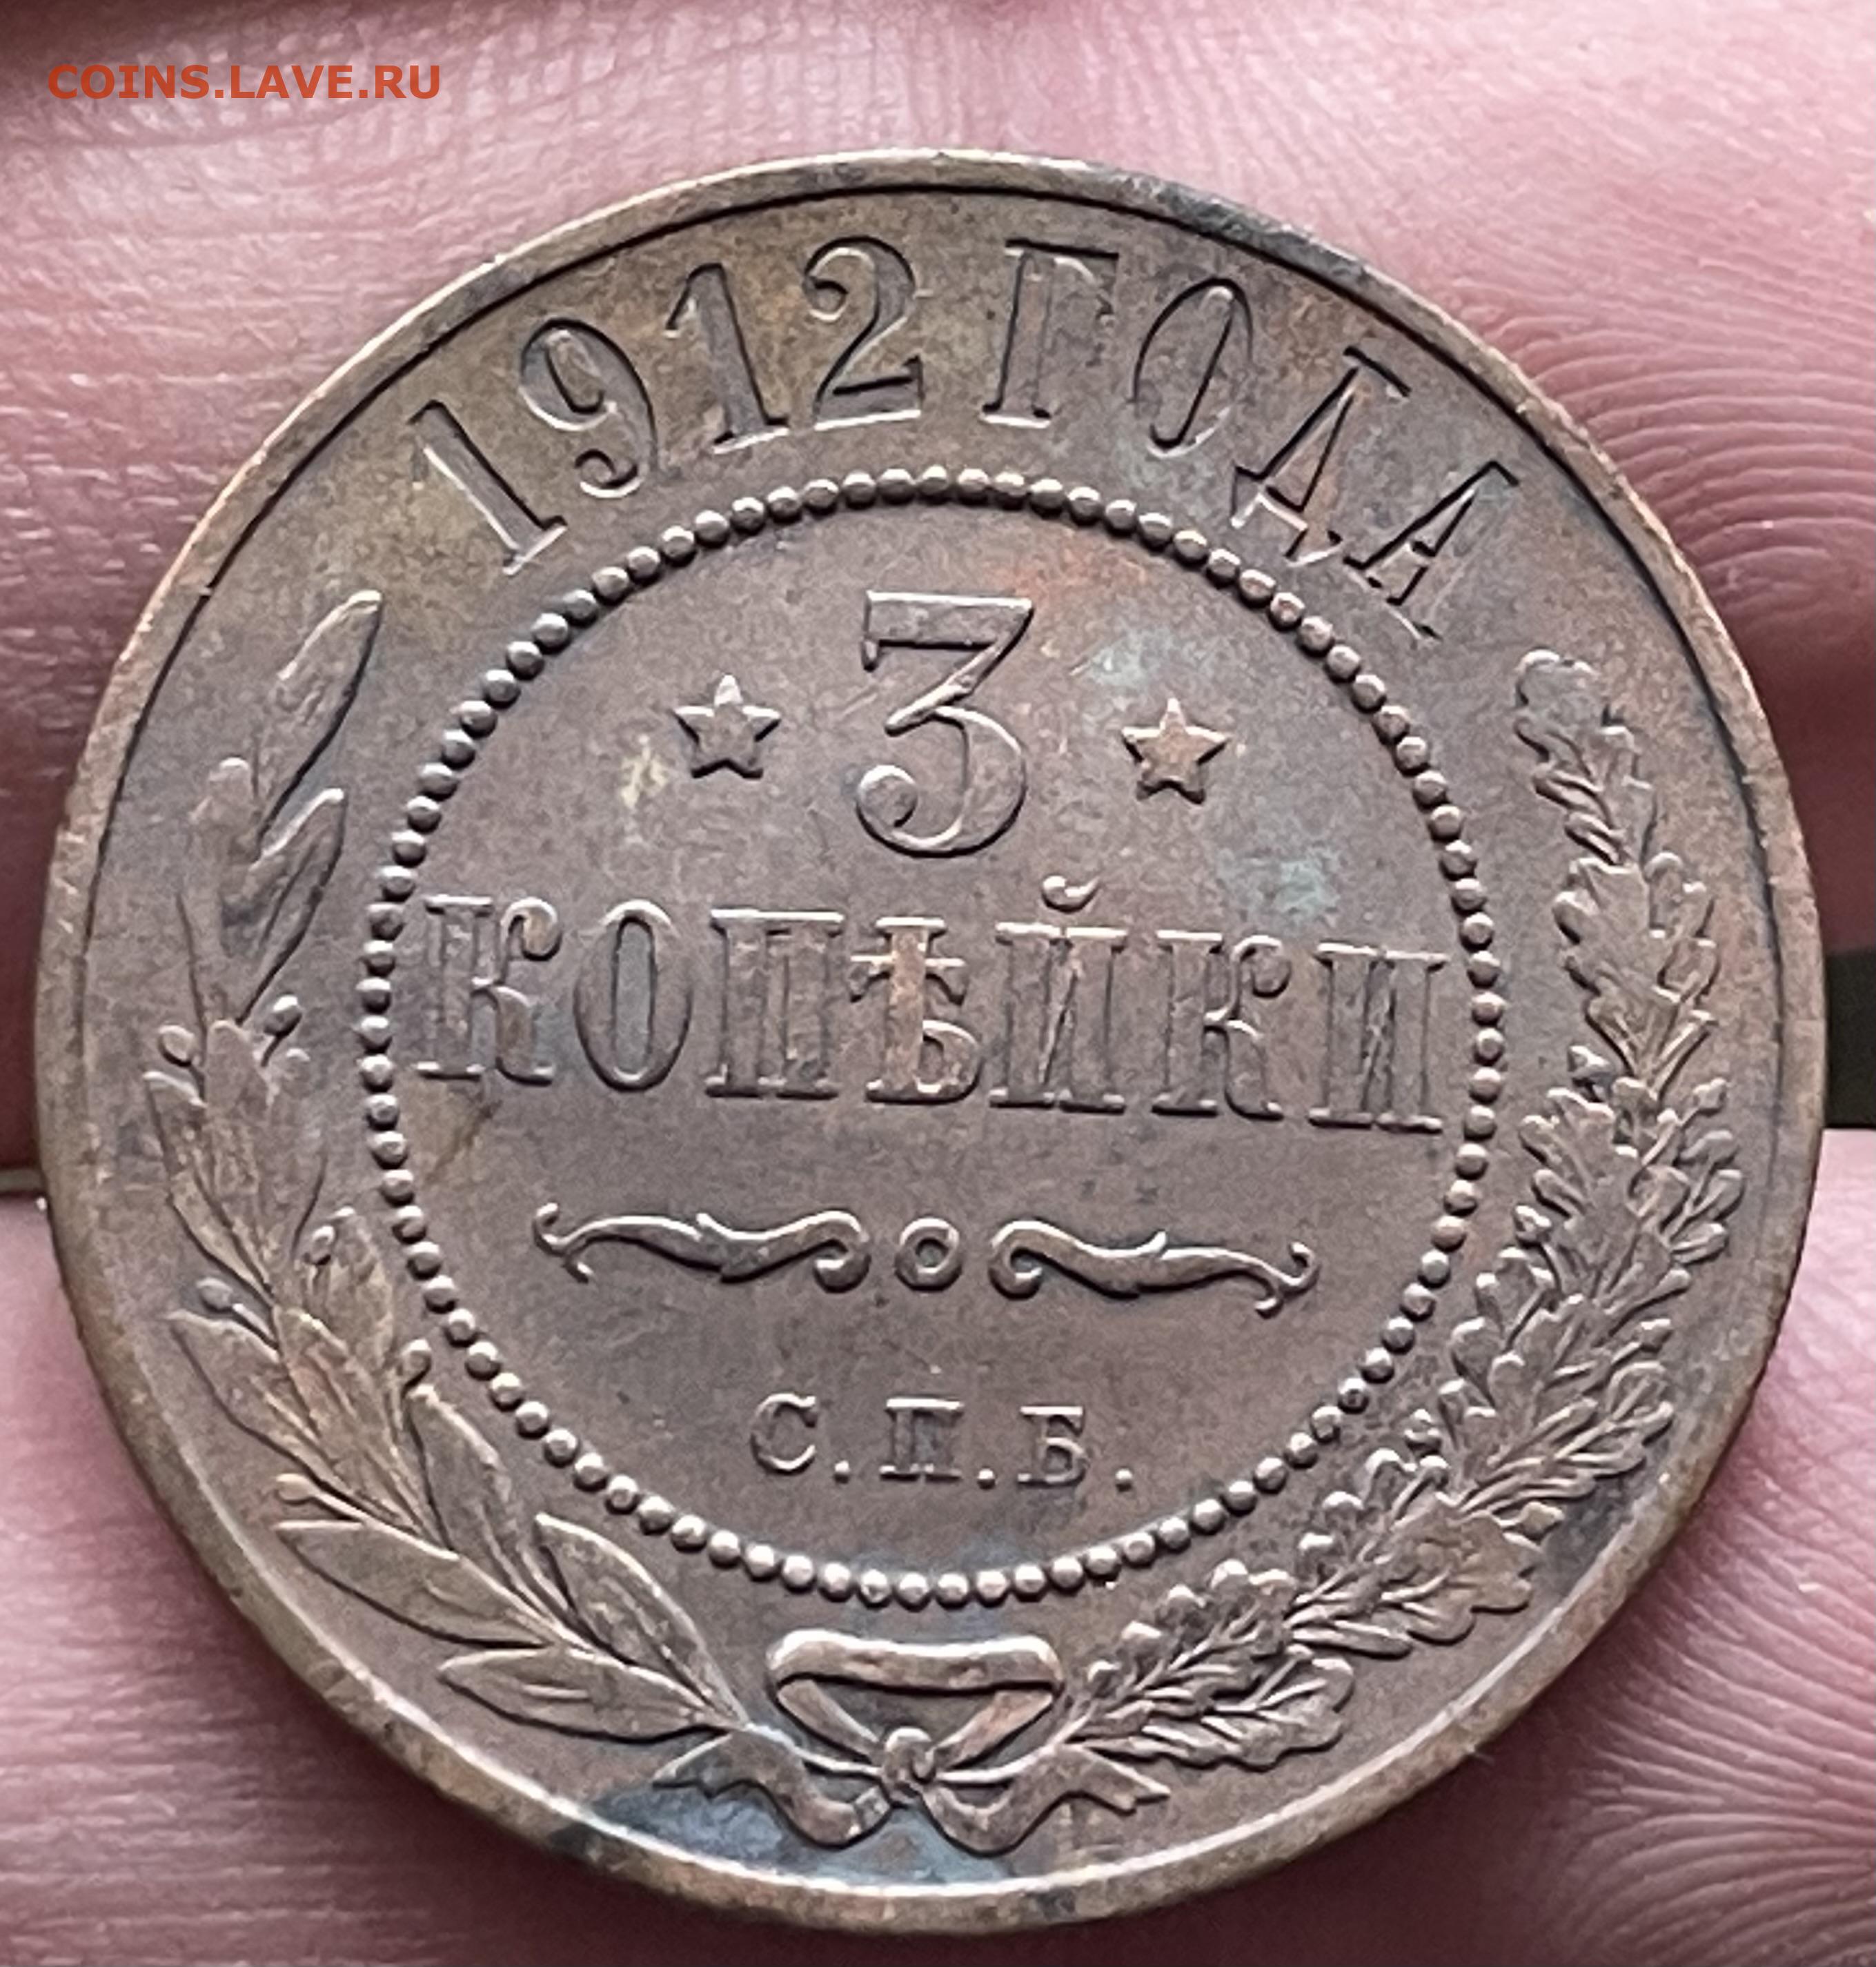 COINS.LAVE.RU
1912 ГОДА
3
КОПѢЙКИ
С.П.Б.